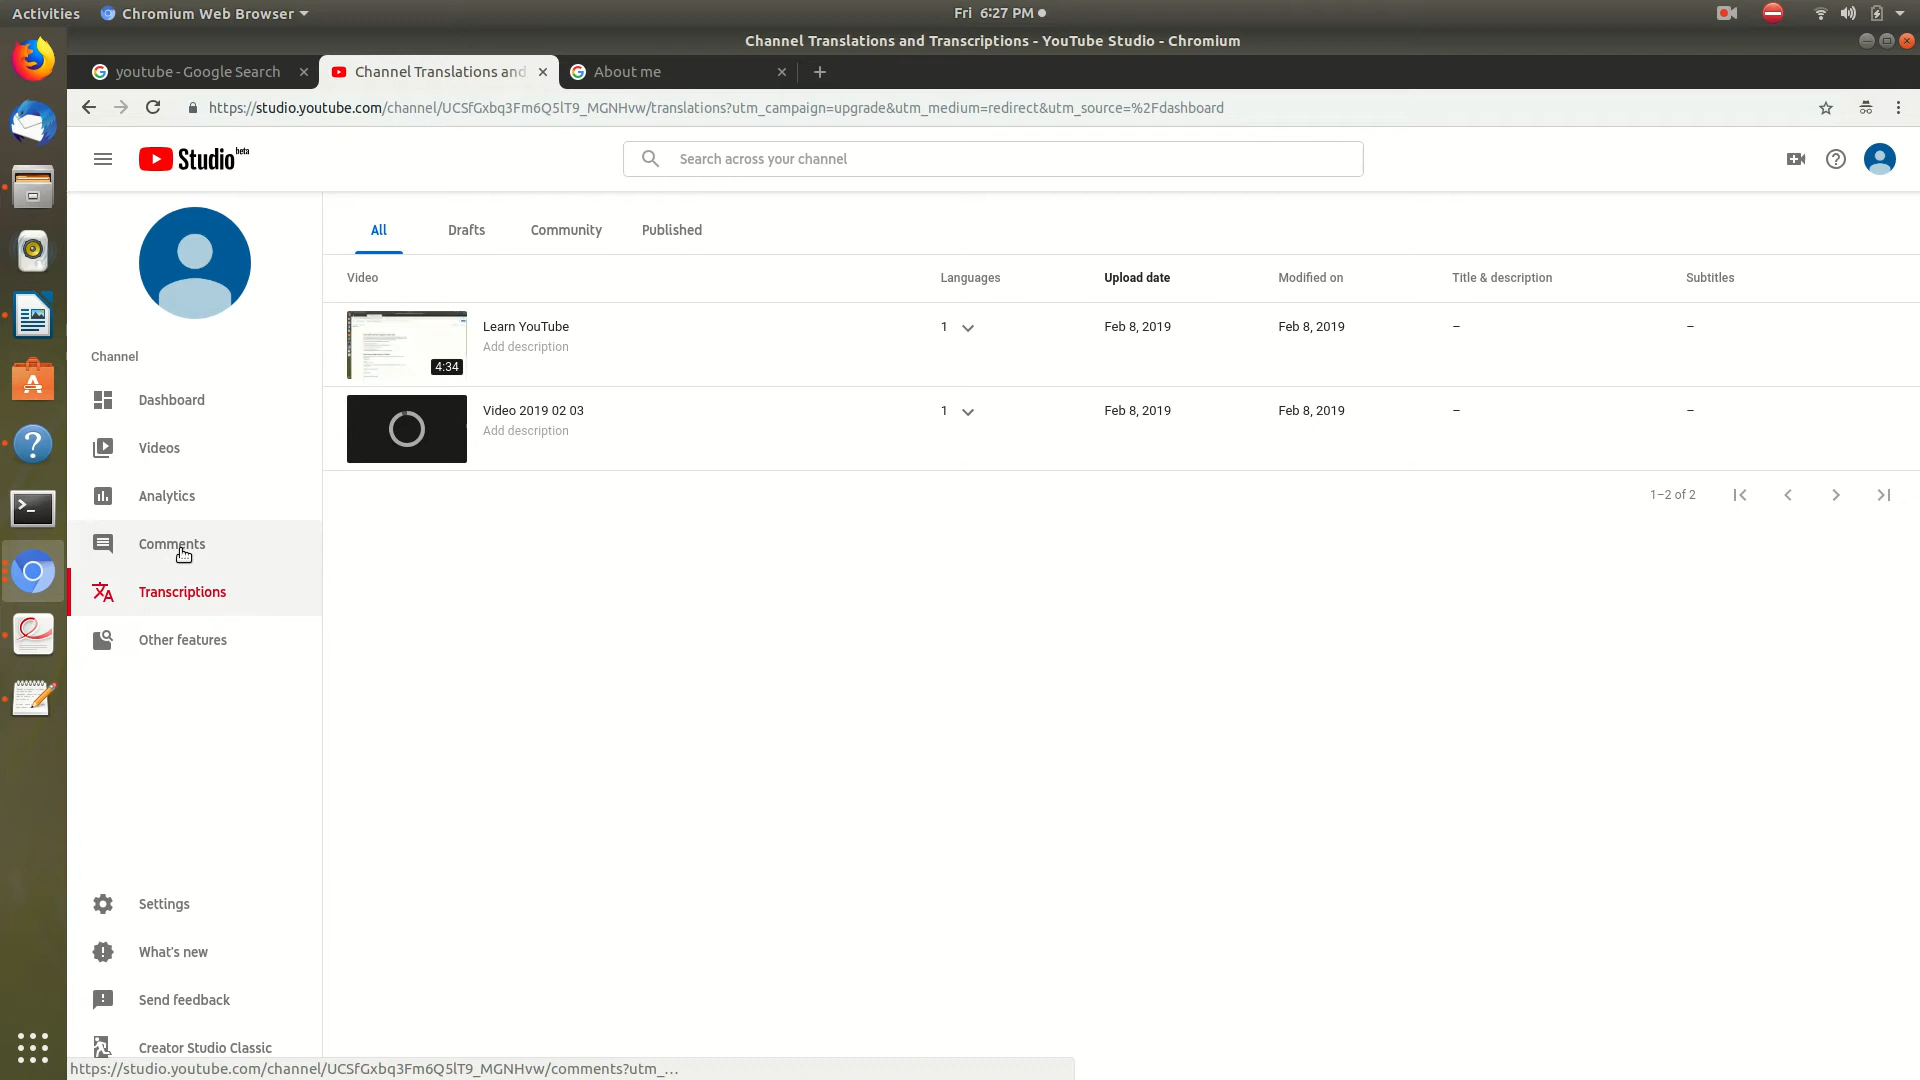 Activities
Chromium Web Browser
Fri 6:27 PM
Channel Translations and Transcriptions - YouTube Studio - Chromium
youtube - Google Search
Channel Translations and
About me
https://studio.youtube.com/channel/UCSfGxbq3Fm6Q5lT9_MGNHvw/translations?utm_campaign=upgrade&utm_medium=redirect&utm_source=%2Fdashboard
Studio beta
Search across your channel
Channel
Dashboard
Videos
Analytics
Comments
Transcriptions
Other features
Settings
What's new
Send feedback
Creator Studio Classic
All Drafts Community Published
Video Languages Upload date Modified on Title & description Subtitles
Learn YouTube 1 Feb 8, 2019 Feb 8, 2019 – –
Add description
4:34
Video 2019 02 03 1 Feb 8, 2019 Feb 8, 2019 – –
Add description
1–2 of 2
https://studio.youtube.com/channel/UCSfGxbq3Fm6Q5lT9_MGNHvw/comments?utm_...